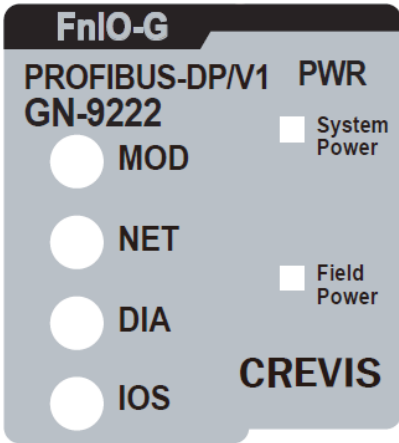 FnIO-G
PROFIBUS-DP/V1
GN-9222
PWR
System
Power
MOD
NET
DIA
IOS
Field
Power
CREVIS